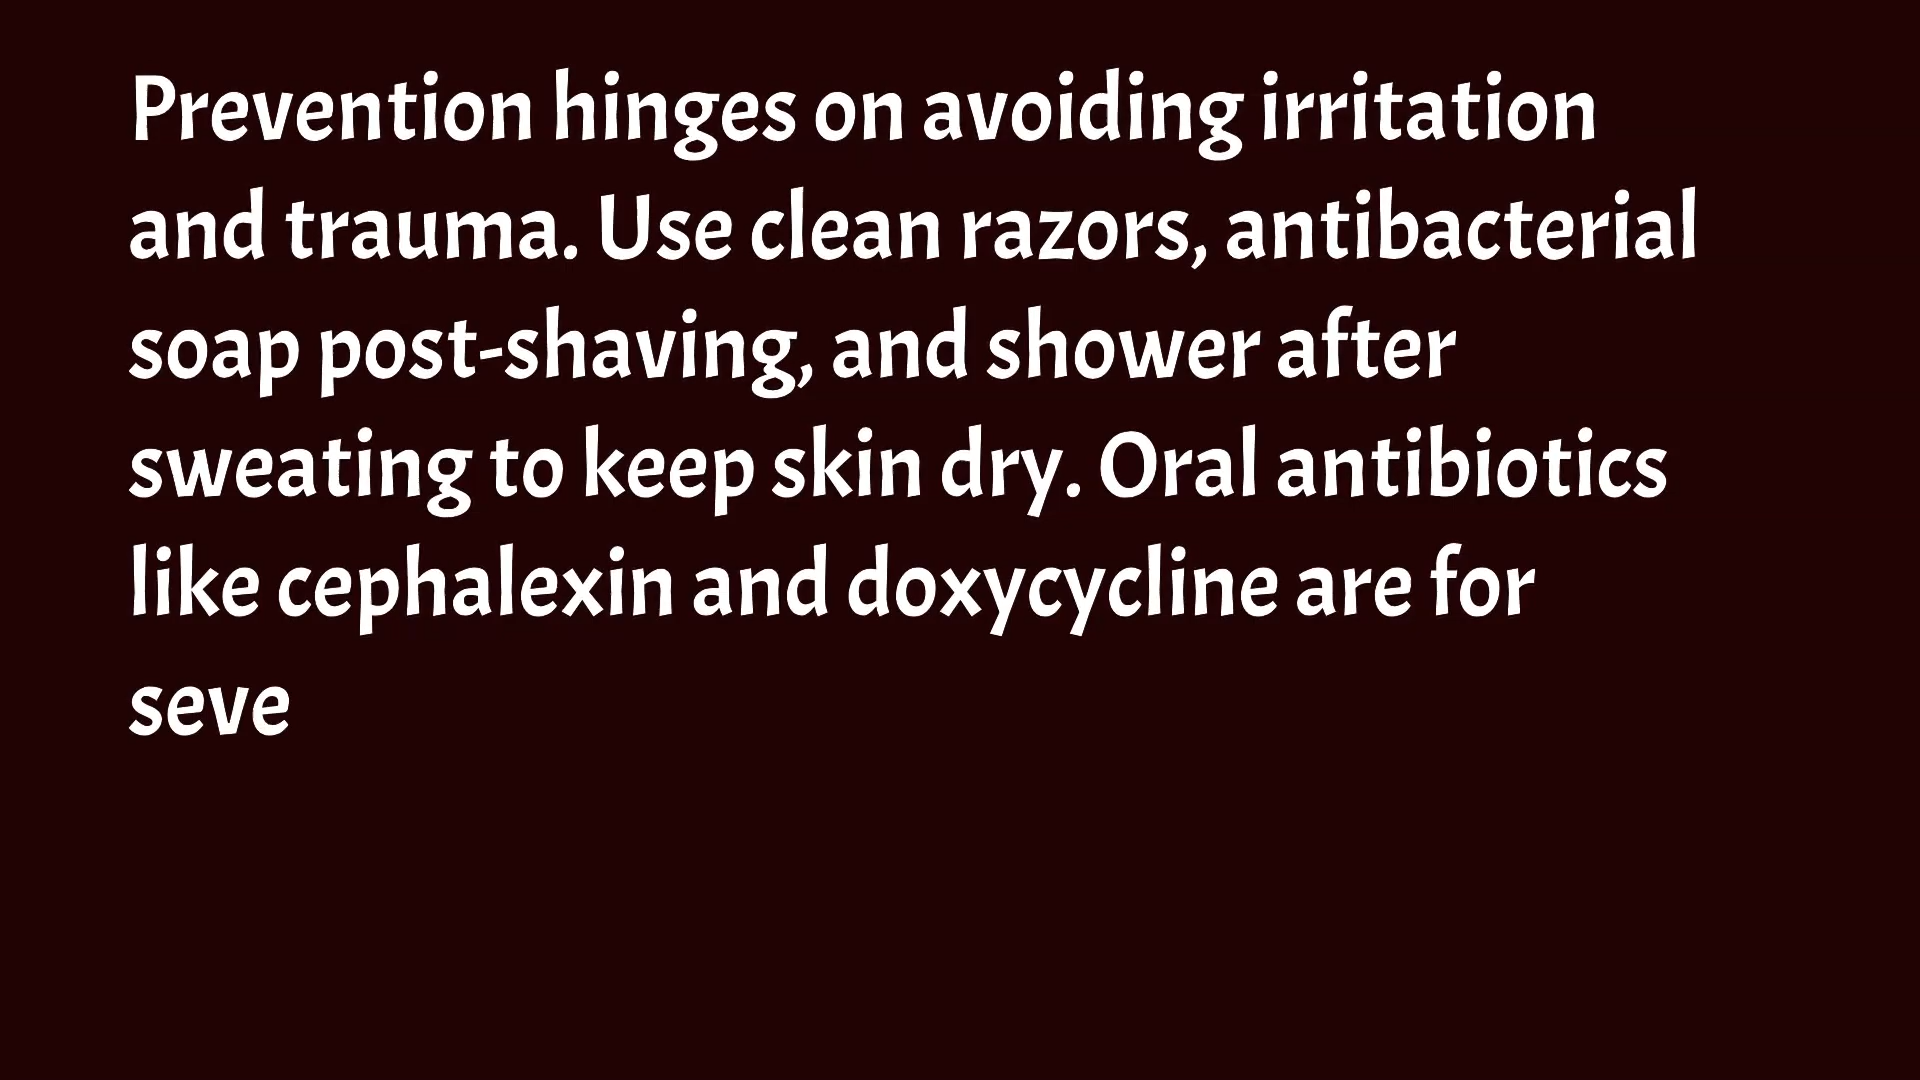 Prevention hinges on avoiding irritation
and trauma. Use clean razors, antibacterial
soap post-shaving, and shower after
sweating to keep skin dry. Oral antibiotics
like cephalexin and doxycycline are for
seve